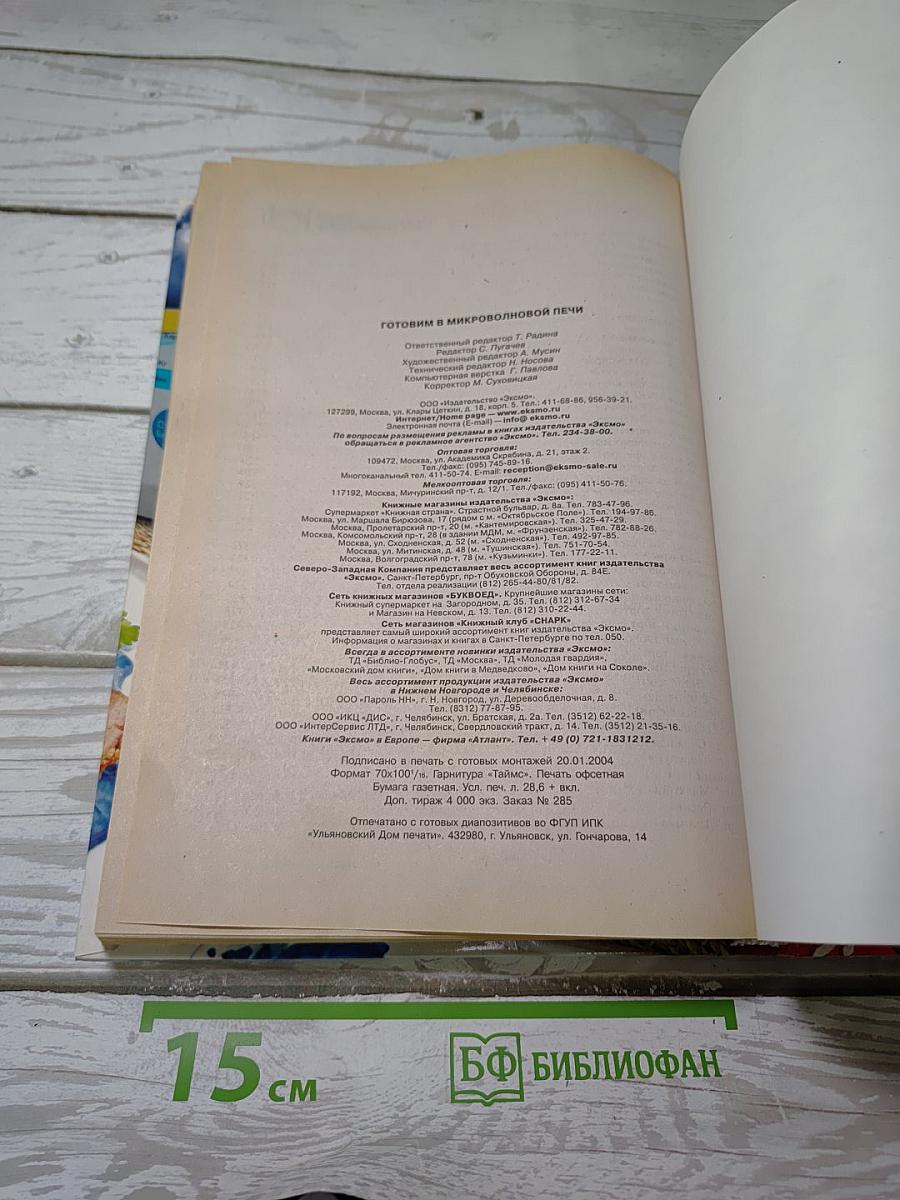 ГОТОВИМ В МИКРОВОЛНОВОЙ ПЕЧИ
Ответственный редактор Т. Радина
Редактор С. Пугачев
Художественный редактор А. Мусин
Технический редактор Н. Носова
Компьютерная верстка Г. Павлова
Корректор М. Суховицкая
ООО «Издательство «Эксмо».
127299, Москва, ул. Клары Цеткин, д. 18, корп. 5. Тел.: 411-68-86, 956-39-21.
Интернет/Home page — www.eksmo.ru
Электронная почта (E-mail) — info@ eksmo.ru
По вопросам размещения рекламы в книгах издательства «Эксмо»
обращаться в рекламное агентство «Эксмо». Тел. 234-38-00.
Оптовая торговля:
109472, Москва, ул. Академика Скрябина, д. 21, этаж 2.
Тел./факс: (095) 745-89-16.
Многоканальный тел. 411-50-74. E-mail: reception@eksmo-sale.ru
Мелкооптовая торговля:
117192, Москва, Мичуринский пр-т, д. 12/1. Тел./факс: (095) 411-50-76.
Книжные магазины издательства «Эксмо»:
Супермаркет «Книжная страна». Страстной бульвар, д. 8а. Тел. 783-47-96.
Москва, ул. Маршала Бирюзова, 17 (рядом с м. «Октябрьское Поле»). Тел. 194-97-86.
Москва, Пролетарский пр-т, 20 (м. «Кантемировская»). Тел. 325-47-29.
Москва, Комсомольский пр-т, 28 (в здании МДМ, м. «Фрунзенская»). Тел. 782-88-26.
Москва, ул. Сходненская, д. 52 (м. «Сходненская»). Тел. 492-97-85.
Москва, ул. Митинская, д. 48 (м. «Тушинская»). Тел. 751-70-54.
Москва, Волгоградский пр-т, 78 (м. «Кузьминки»). Тел. 177-22-11.
Северо-Западная Компания представляет весь ассортимент книг издательства
«Эксмо». Санкт-Петербург, пр-т Обуховской Обороны, д. 84Е.
Тел. отдела реализации (812) 265-44-80/81/82.
Сеть книжных магазинов «БУКВОЕД». Крупнейшие магазины сети:
Книжный супермаркет на Загородном, д. 35. Тел. (812) 312-67-34
и Магазин на Невском, д. 13. Тел. (812) 310-22-44.
Сеть магазинов «Книжный клуб «СНАРК»
представляет самый широкий ассортимент книг издательства «Эксмо».
Информация о магазинах и книгах в Санкт-Петербурге по тел. 050.
Всегда в ассортименте новинки издательства «Эксмо»:
ТД «Библио-Глобус», ТД «Москва», ТД «Молодая гвардия»,
«Московский дом книги», «Дом книги в Медведково», «Дом книги на Соколе».
Весь ассортимент продукции издательства «Эксмо»
в Нижнем Новгороде и Челябинске:
ООО «Пароль НН», г. Н. Новгород, ул. Деревообделочная, д. 8.
Тел. (8312) 77-87-95.
ООО «ИКЦ «ДИС», г. Челябинск, ул. Братская, д. 2а. Тел. (3512) 62-22-18.
ООО «ИнтерСервис ЛТД», г. Челябинск, Свердловский тракт, д. 14. Тел. (3512) 21-35-16.
Книги «Эксмо» в Европе — фирма «Атлант». Тел. + 49 (0) 721-1831212.
Подписано в печать с готовых монтажей 20.01.2004
Формат 70x100¹/₁₆. Гарнитура «Таймс». Печать офсетная
Бумага газетная. Усл. печ. л. 28,6 + вкл.
Доп. тираж 4 000 экз. Заказ № 285
Отпечатано с готовых диапозитивов во ФГУП ИПК
«Ульяновский Дом печати». 432980, г. Ульяновск, ул. Гончарова, 14
15 см
БФ БИБЛИОФАН